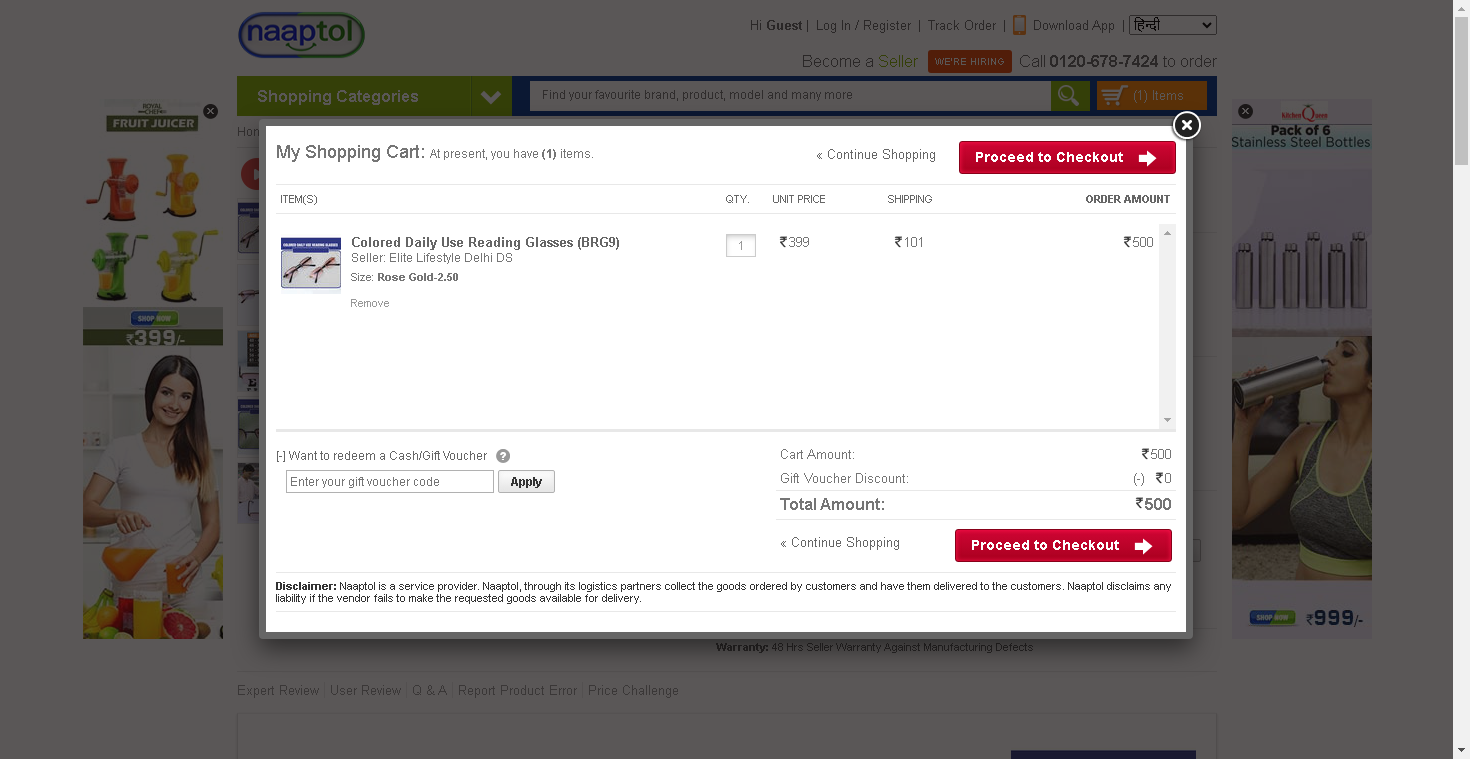 naaptol
Hi Guest | Log In / Register | Track Order | Download App | हिन्दी
Become a Seller WE'RE HIRING Call 0120-678-7424 to order
Shopping Categories
Find your favourite brand, product, model and many more
(1) Items
ROYAL CHEF
FRUIT JUICER
SHOP NOW
₹399/-
Kitchen Queen
Pack of 6
Stainless Steel Bottles
SHOP NOW
₹999/-
Hon
My Shopping Cart: At present, you have (1) items.
« Continue Shopping
Proceed to Checkout
ITEM(S) QTY. UNIT PRICE SHIPPING ORDER AMOUNT
COLORED DAILY USE READING GLASSES
Colored Daily Use Reading Glasses (BRG9) 1 ₹399 ₹101 ₹500
Seller: Elite Lifestyle Delhi DS
Size: Rose Gold-2.50
Remove
[-] Want to redeem a Cash/Gift Voucher ?
Enter your gift voucher code Apply
Cart Amount: ₹500
Gift Voucher Discount: (-) ₹0
Total Amount: ₹500
« Continue Shopping
Proceed to Checkout
Disclaimer: Naaptol is a service provider. Naaptol, through its logistics partners collect the goods ordered by customers and have them delivered to the customers. Naaptol disclaims any
liability if the vendor fails to make the requested goods available for delivery.
Warranty: 48 Hrs Seller Warranty Against Manufacturing Defects
Expert Review | User Review | Q & A | Report Product Error | Price Challenge